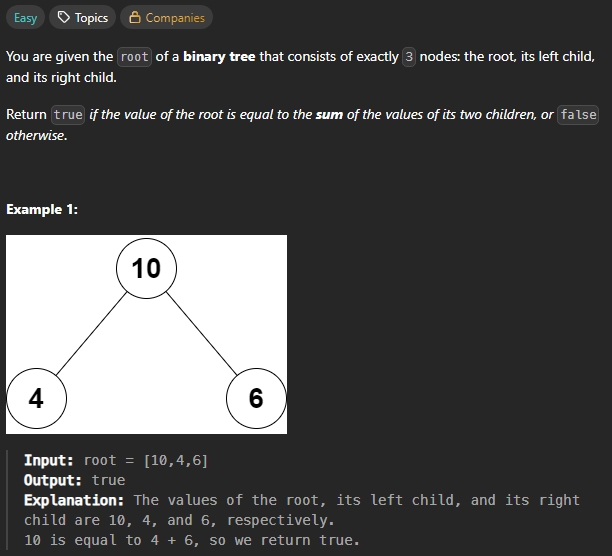 Easy Topics Companies
You are given the root of a binary tree that consists of exactly 3 nodes: the root, its left child,
and its right child.
Return true if the value of the root is equal to the sum of the values of its two children, or false
otherwise.
Example 1:
10
4 6
Input: root = [10,4,6]
Output: true
Explanation: The values of the root, its left child, and its right
child are 10, 4, and 6, respectively.
10 is equal to 4 + 6, so we return true.